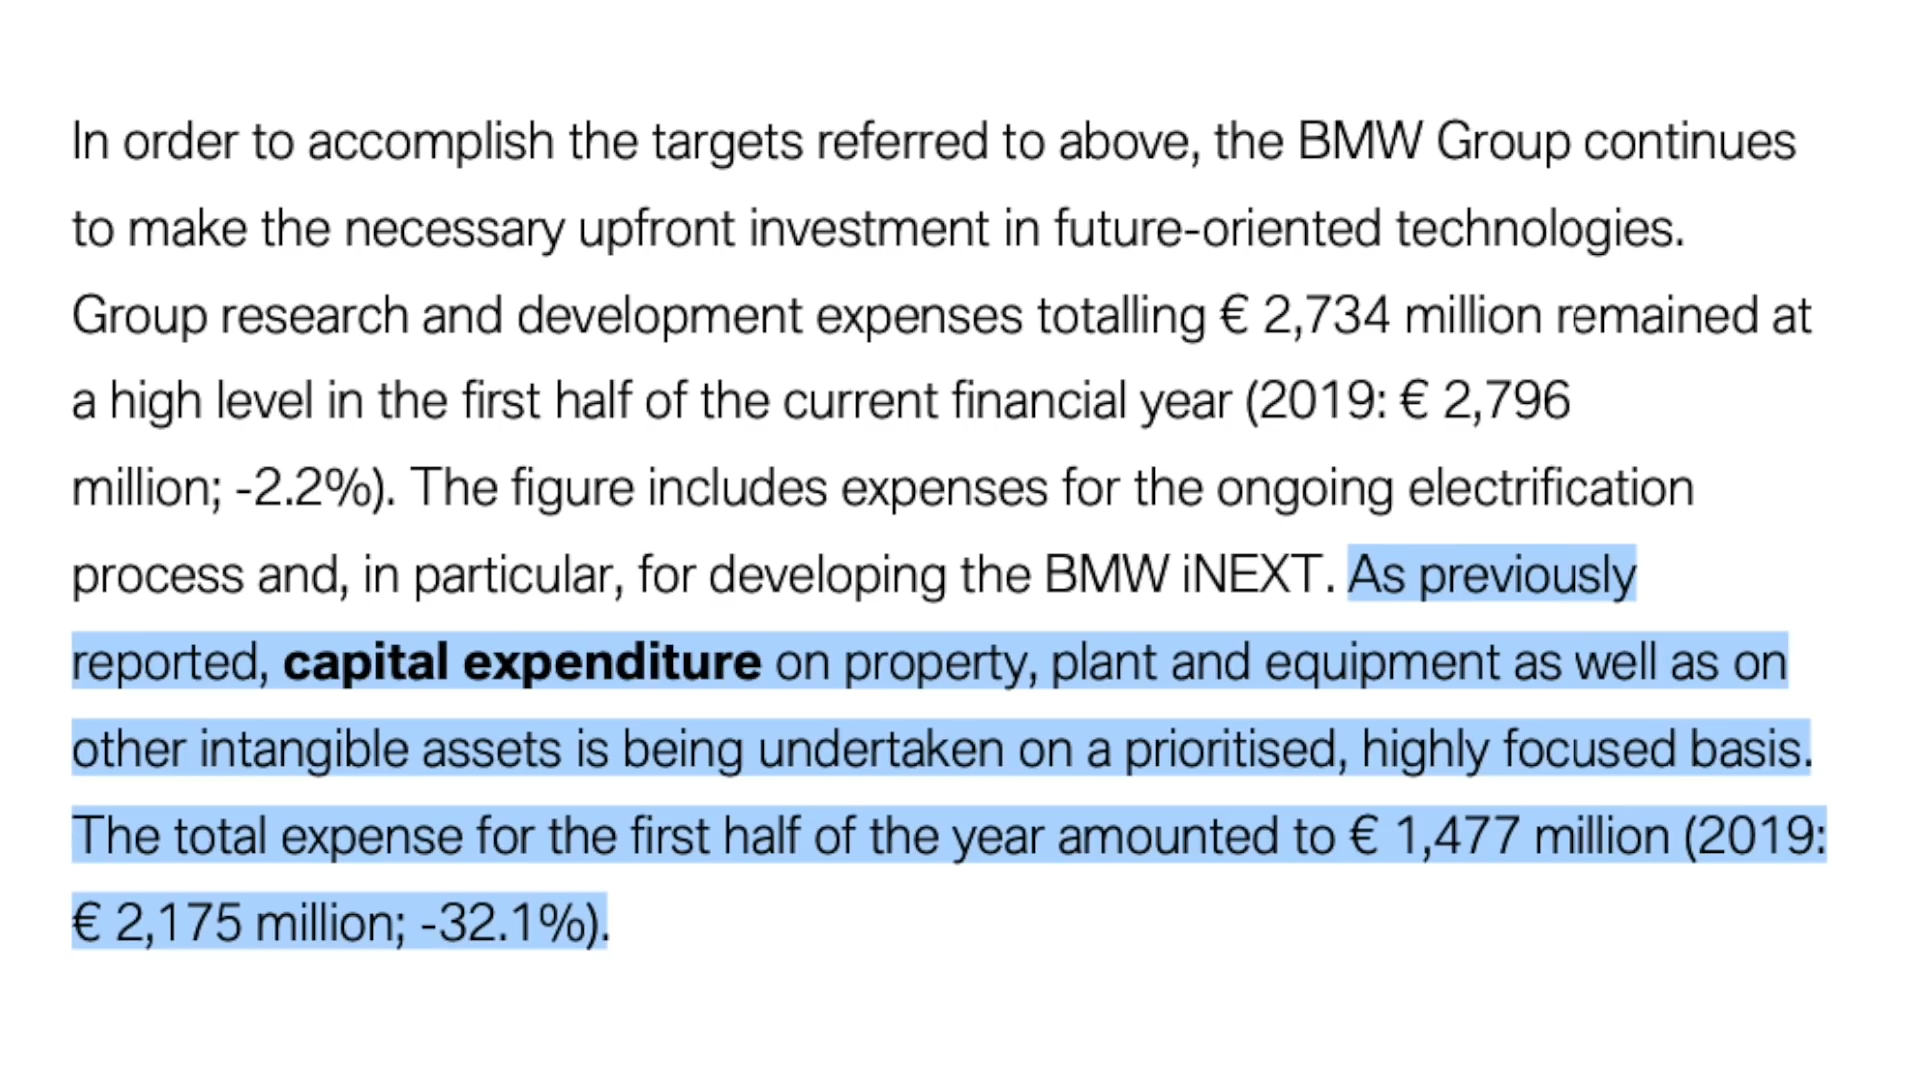 In order to accomplish the targets referred to above, the BMW Group continues
to make the necessary upfront investment in future-oriented technologies.
Group research and development expenses totalling € 2,734 million remained at
a high level in the first half of the current financial year (2019: € 2,796
million; -2.2%). The figure includes expenses for the ongoing electrification
process and, in particular, for developing the BMW iNEXT. As previously
reported, capital expenditure on property, plant and equipment as well as on
other intangible assets is being undertaken on a prioritised, highly focused basis.
The total expense for the first half of the year amounted to € 1,477 million (2019:
€ 2,175 million; -32.1%).